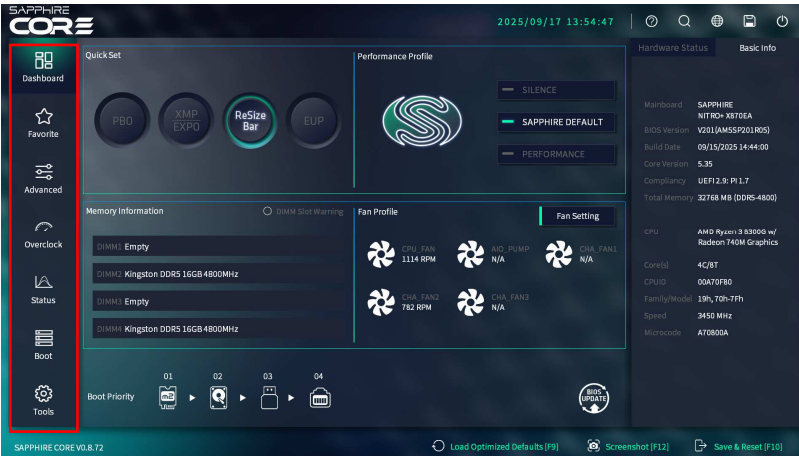 SAPPHIRE
CORE
2025/09/17 13:54:47
Dashboard
Favorite
Advanced
Overclock
Status
Boot
Tools
Quick Set
PBO
XMP
EXPO
ReSize
Bar
EUP
Performance Profile
SILENCE
SAPPHIRE DEFAULT
PERFORMANCE
Memory Information
DIMM Slot Warning
DIMM1 Empty
DIMM2 Kingston DDR5 16GB 4800MHz
DIMM3 Empty
DIMM4 Kingston DDR5 16GB 4800MHz
Fan Profile
Fan Setting
CPU_FAN
1114 RPM
AIO_PUMP
N/A
CHA_FAN1
N/A
CHA_FAN2
782 RPM
CHA_FAN3
N/A
Boot Priority
01
02
03
04
m2
BIOS
UPDATE
Hardware Status
Basic Info
Mainboard SAPPHIRE
NITRO+ X870EA
BIOS Version V201(AM5SP201R05)
Build Date 09/15/2025 14:44:00
Core Version 5.35
Compliancy UEFI 2.9: PI 1.7
Total Memory 32768 MB (DDR5-4800)
CPU AMD Ryzen 3 8300G w/
Radeon 740M Graphics
Core(s) 4C/8T
CPUID 00A70F80
Family/Model 19h, 70h-7Fh
Speed 3450 MHz
Microcode A70800A
SAPPHIRE CORE V0.8.72
Load Optimized Defaults [F9]
Screenshot [F12]
Save & Reset [F10]